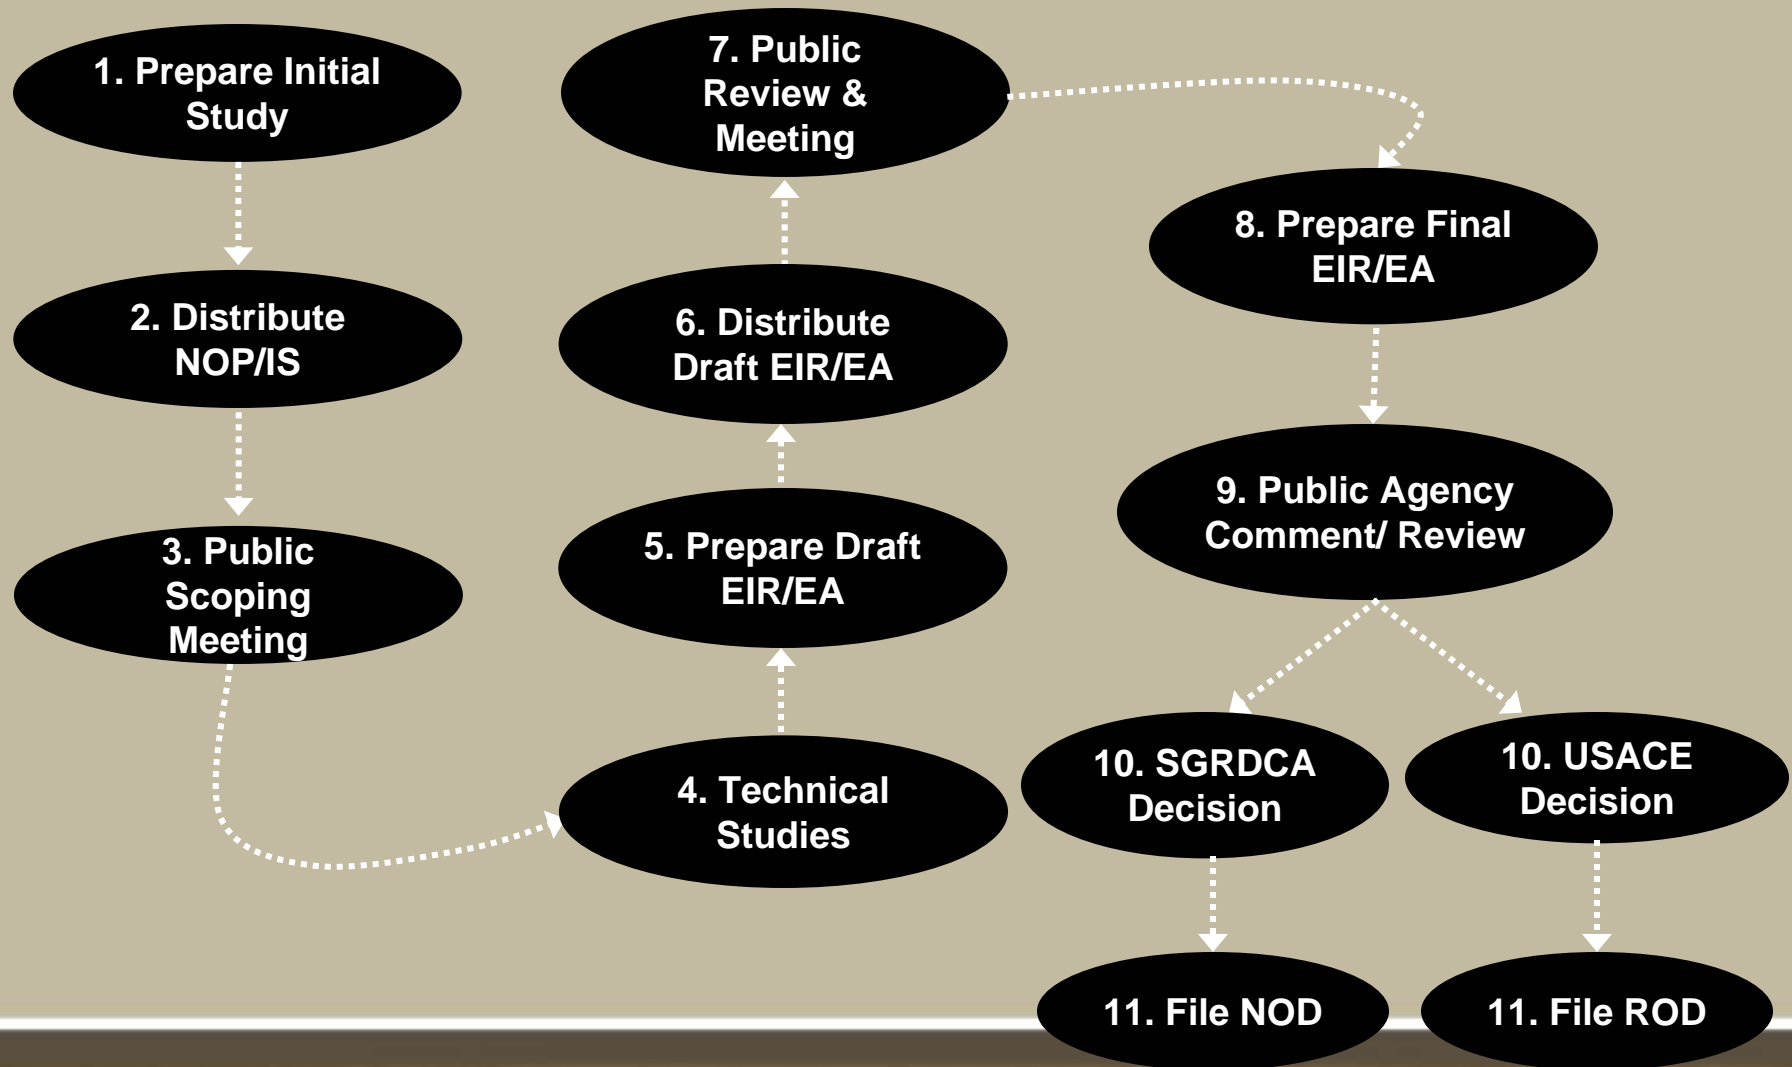 1. Prepare Initial
Study
2. Distribute
NOP/IS
3. Public
Scoping
Meeting
4. Technical
Studies
5. Prepare Draft
EIR/EA
6. Distribute
Draft EIR/EA
7. Public
Review &
Meeting
8. Prepare Final
EIR/EA
9. Public Agency
Comment/ Review
10. SGRDCA
Decision
10. USACE
Decision
11. File NOD
11. File ROD